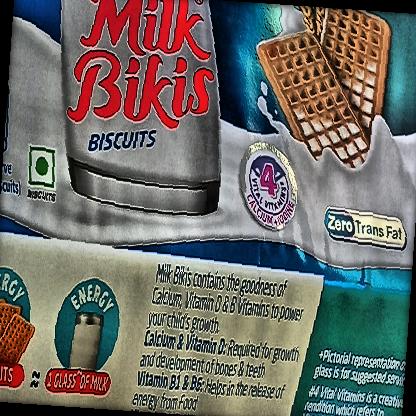 Milk
Bikis
BISCUITS
BISCUITS
4
VITAL VITAMINS
CALCIUM + IODINE
Zero Trans Fat
ENERGY
1 GLASS OF MILK
Milk Bikis contains the goodness of
Calcium, Vitamin D & B Vitamins to power
your child's growth.
Calcium & Vitamin D: Required for growth
and development of bones & teeth
Vitamin B1 & B6: Helps in the release of
energy from Food
+Pictorial representation
glass is for suggested
#4 Vital Vitamins is a
rendition which refers to